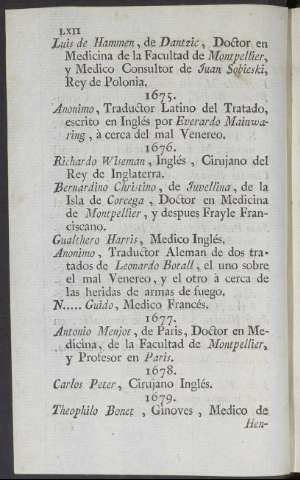 LXII
Luis de Hammen, de Dantzic, Doctor en
Medicina de la Facultad de Montpellier,
y Medico Consultor de Juan Sobieski,
Rey de Polonia.
1675.
Anonimo, Traductor Latino del Tratado,
escrito en Inglés por Everardo Mainwa-
ring, à cerca del mal Venereo.
1676.
Richardo Wiseman, Inglés, Cirujano del
Rey de Inglaterra.
Bernardino Christino, de Juvellina, de la
Isla de Corcega, Doctor en Medicina
de Montpellier, y despues Frayle Fran-
ciscano.
Gualthero Harris, Medico Inglés.
Anonimo, Traductor Aleman de dos tra-
tados de Leonardo Botall, el uno sobre
el mal Venereo, y el otro à cerca de
las heridas de armas de fuego.
N..... Guido, Medico Francés.
1677.
Antonio Menjot, de Paris, Doctor en Me-
dicina, de la Facultad de Montpellier,
y Profesor en Paris.
1678.
Carlos Peter, Cirujano Inglés.
1679.
Theophilo Bonet, Ginoves, Medico de
Hen-